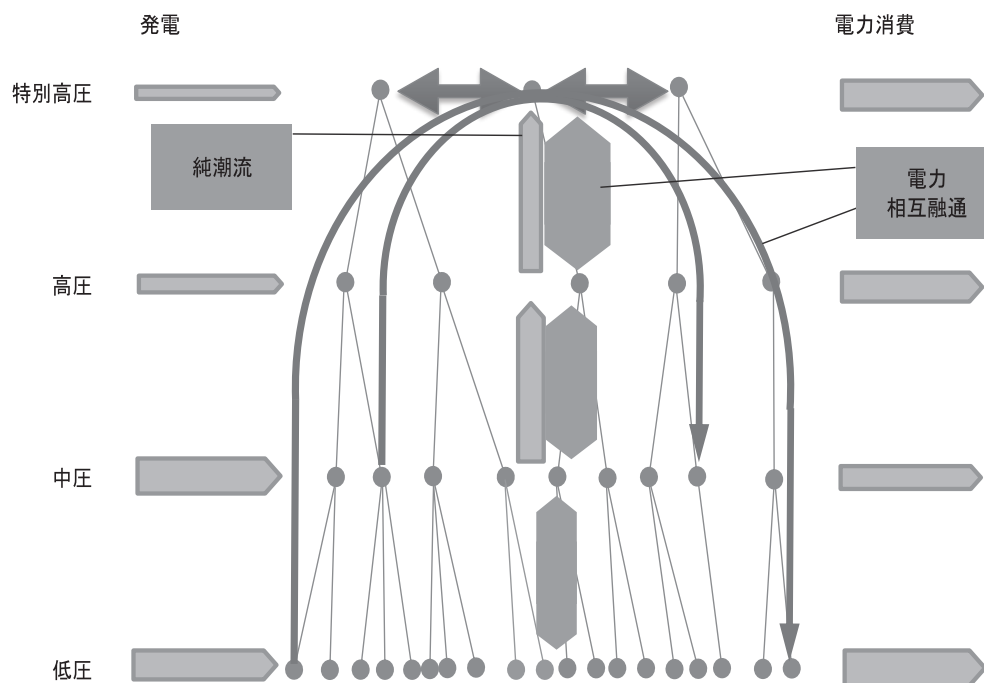 発電
電力消費
特別高圧
純潮流
電力
相互融通
高圧
中圧
低圧